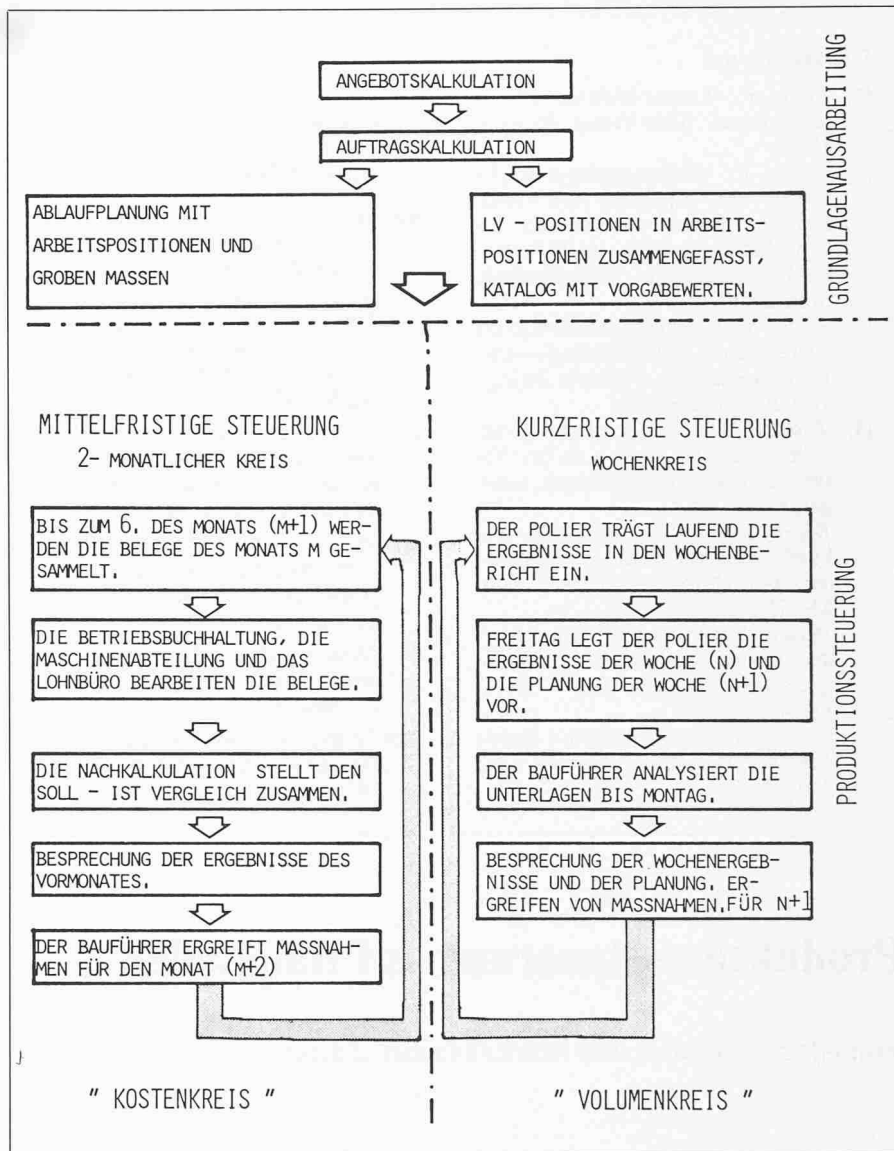 ANGEBOTSKALKULATION
AUFTRAGSKALKULATION
ABLAUFPLANUNG MIT
ARBEITSPOSITIONEN UND
GROBEN MASSEN
LV - POSITIONEN IN ARBEITS-
POSITIONEN ZUSAMMENGEFASST,
KATALOG MIT VORGABEWERTEN.
GRUNDLAGENAUSARBEITUNG
MITTELFRISTIGE STEUERUNG
2- MONATLICHER KREIS
BIS ZUM 6. DES MONATS (M+1) WER-
DEN DIE BELEGE DES MONATS M GE-
SAMMELT.
DIE BETRIEBSBUCHHALTUNG, DIE
MASCHINENABTEILUNG UND DAS
LOHNBÜRO BEARBEITEN DIE BELEGE.
DIE NACHKALKULATION STELLT DEN
SOLL - IST VERGLEICH ZUSAMMEN.
BESPRECHUNG DER ERGEBNISSE DES
VORMONATES.
DER BAUFÜHRER ERGREIFT MASSNAH-
MEN FÜR DEN MONAT (M+2)
" KOSTENKREIS "
KURZFRISTIGE STEUERUNG
WOCHENKREIS
DER POLIER TRÄGT LAUFEND DIE
ERGEBNISSE IN DEN WOCHENBE-
RICHT EIN.
FREITAG LEGT DER POLIER DIE
ERGEBNISSE DER WOCHE (N) UND
DIE PLANUNG DER WOCHE (N+1)
VOR.
DER BAUFÜHRER ANALYSIERT DIE
UNTERLAGEN BIS MONTAG.
BESPRECHUNG DER WOCHENERGEB-
NISSE UND DER PLANUNG. ER-
GREIFEN VON MASSNAHMEN.FÜR N+1
" VOLUMENKREIS "
PRODUKTIONSSTEUERUNG